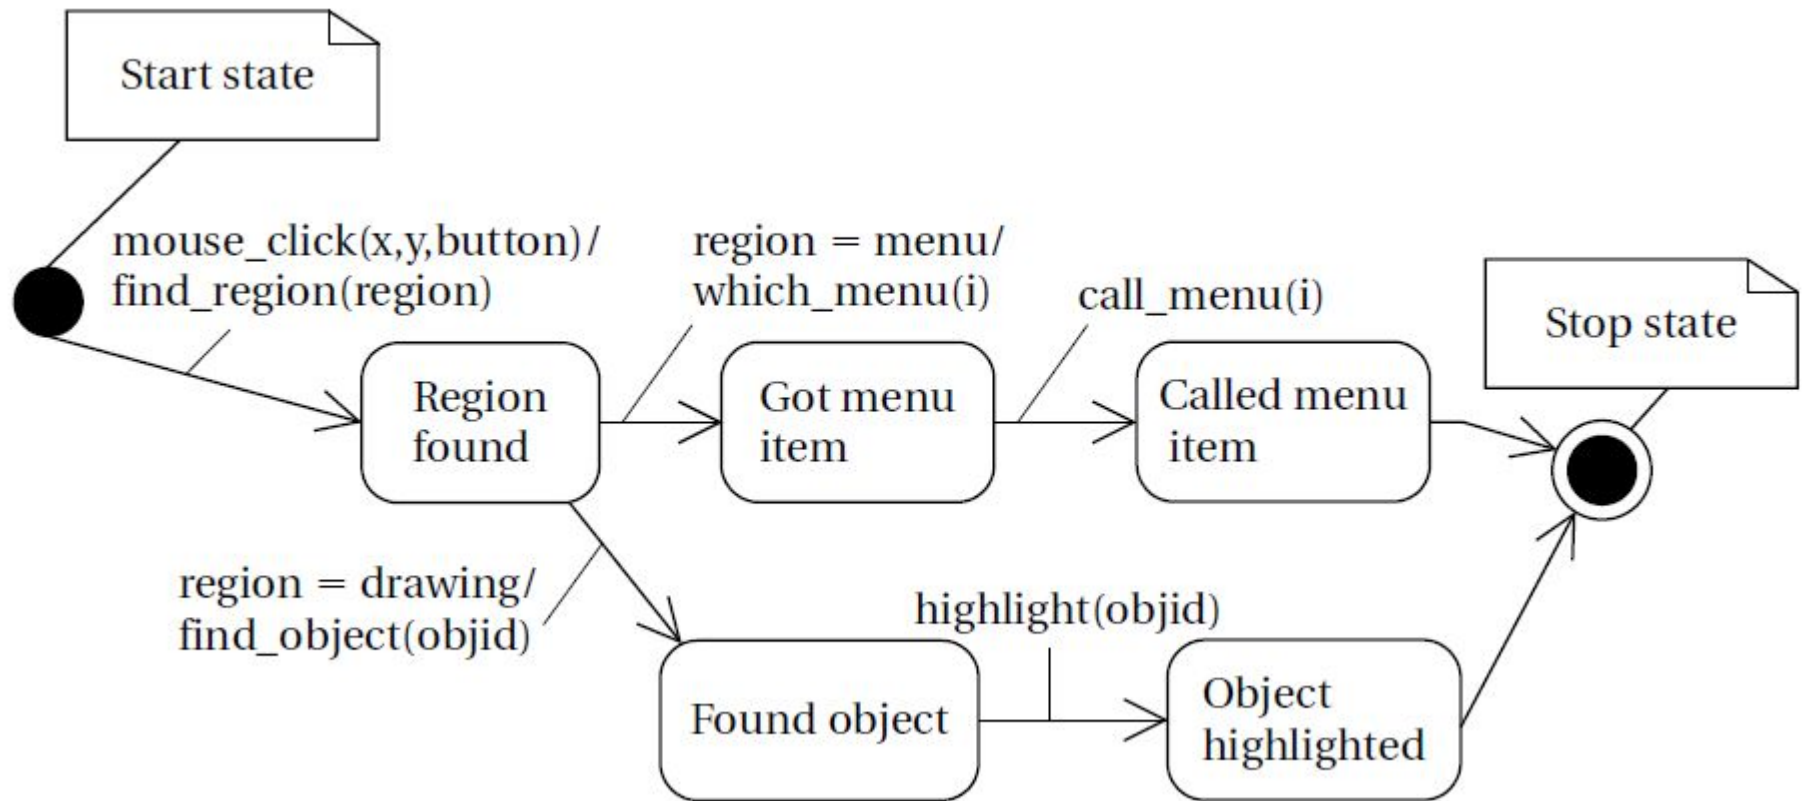 Start state
mouse_click(x,y,button)/
find_region(region)
region = menu/
which_menu(i)
call_menu(i)
Stop state
Region
found
Got menu
item
Called menu
item
region = drawing/
find_object(objid)
highlight(objid)
Found object
Object
highlighted